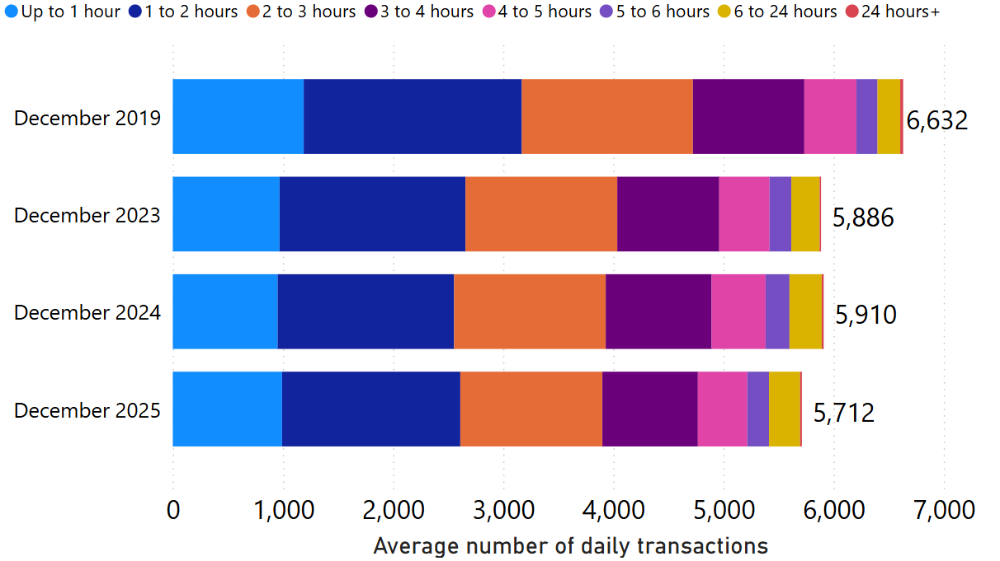 Up to 1 hour 1 to 2 hours 2 to 3 hours 3 to 4 hours 4 to 5 hours 5 to 6 hours 6 to 24 hours 24 hours+
December 2019 6,632
December 2023 5,886
December 2024 5,910
December 2025 5,712
0 1,000 2,000 3,000 4,000 5,000 6,000 7,000
Average number of daily transactions